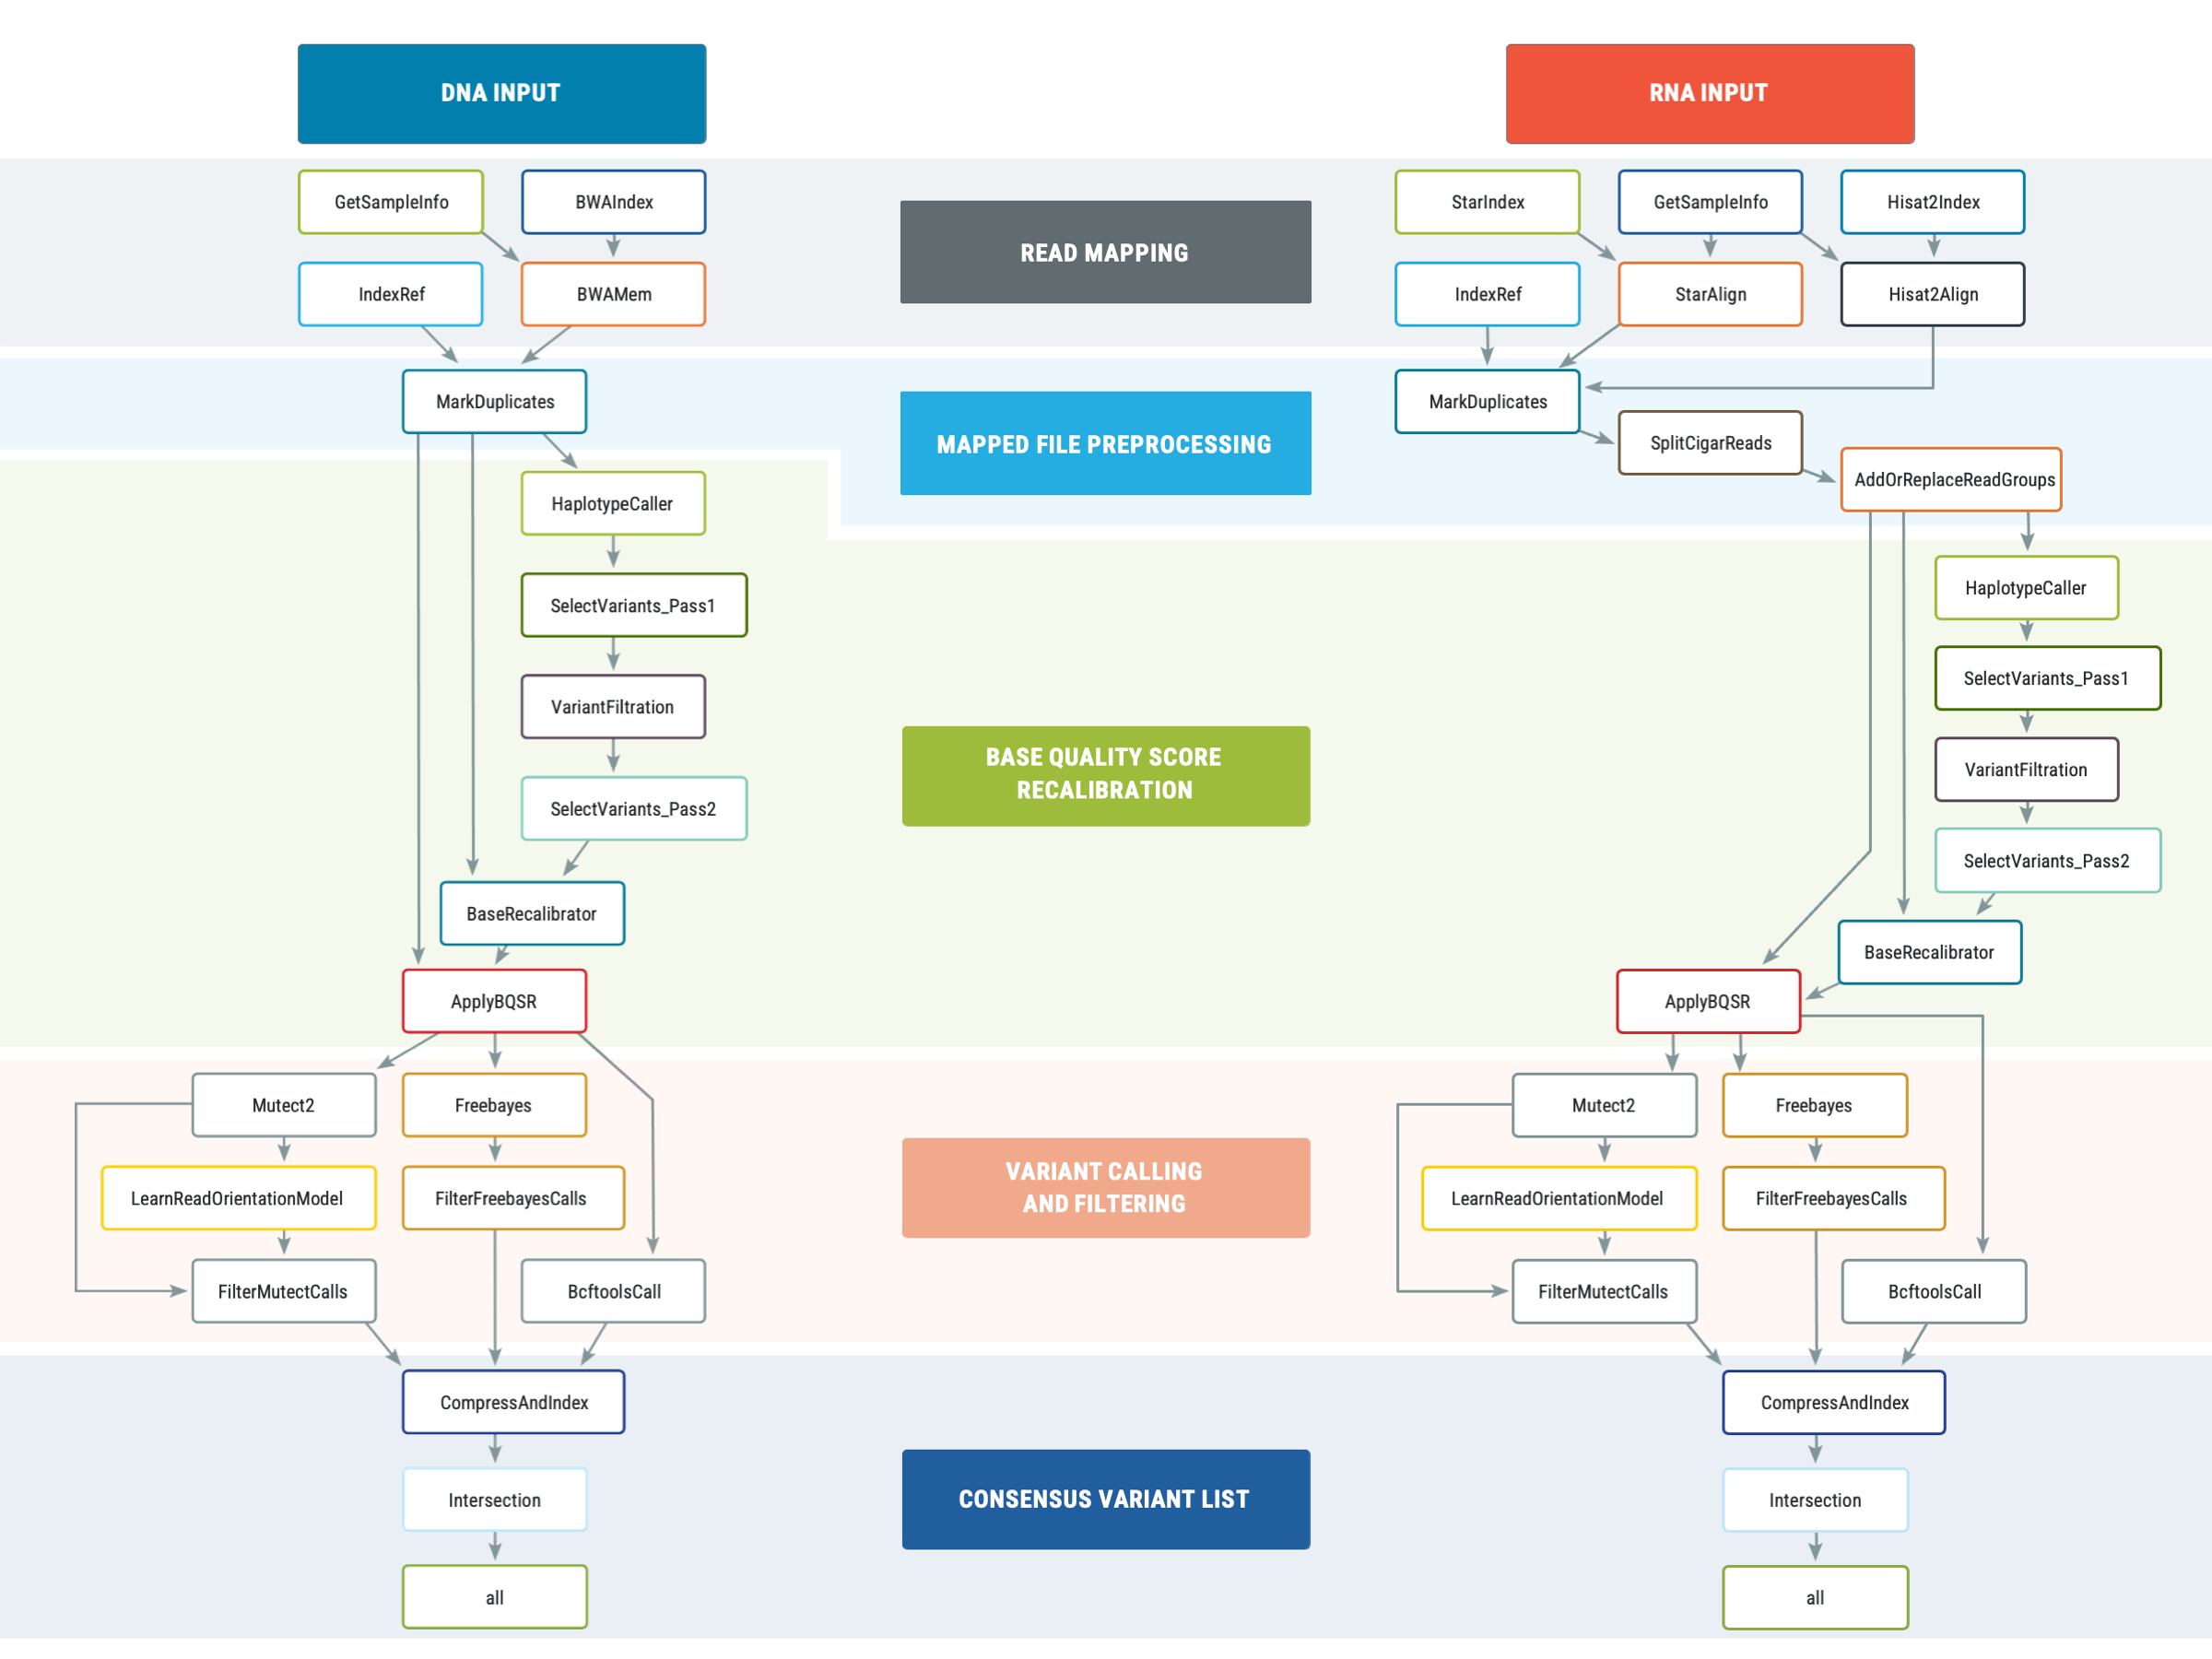 DNA INPUT
RNA INPUT
GetSampleInfo
BWAIndex
IndexRef
BWAMem
READ MAPPING
StarIndex
GetSampleInfo
Hisat2Index
IndexRef
StarAlign
Hisat2Align
MarkDuplicates
MAPPED FILE PREPROCESSING
MarkDuplicates
SplitCigarReads
AddOrReplaceReadGroups
HaplotypeCaller
SelectVariants_Pass1
VariantFiltration
SelectVariants_Pass2
BaseRecalibrator
ApplyBQSR
BASE QUALITY SCORE
RECALIBRATION
HaplotypeCaller
SelectVariants_Pass1
VariantFiltration
SelectVariants_Pass2
BaseRecalibrator
ApplyBQSR
Mutect2
Freebayes
LearnReadOrientationModel
FilterFreebayesCalls
FilterMutectCalls
BcftoolsCall
VARIANT CALLING
AND FILTERING
Mutect2
Freebayes
LearnReadOrientationModel
FilterFreebayesCalls
FilterMutectCalls
BcftoolsCall
CompressAndIndex
Intersection
all
CONSENSUS VARIANT LIST
CompressAndIndex
Intersection
all